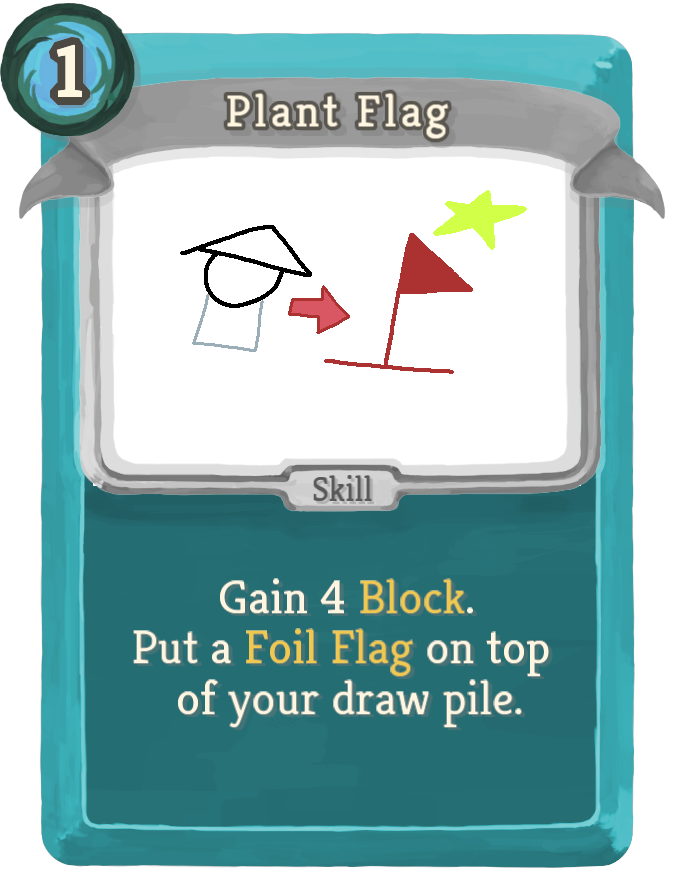 1
Plant Flag
Skill
Gain 4 Block.
Put a Foil Flag on top
of your draw pile.